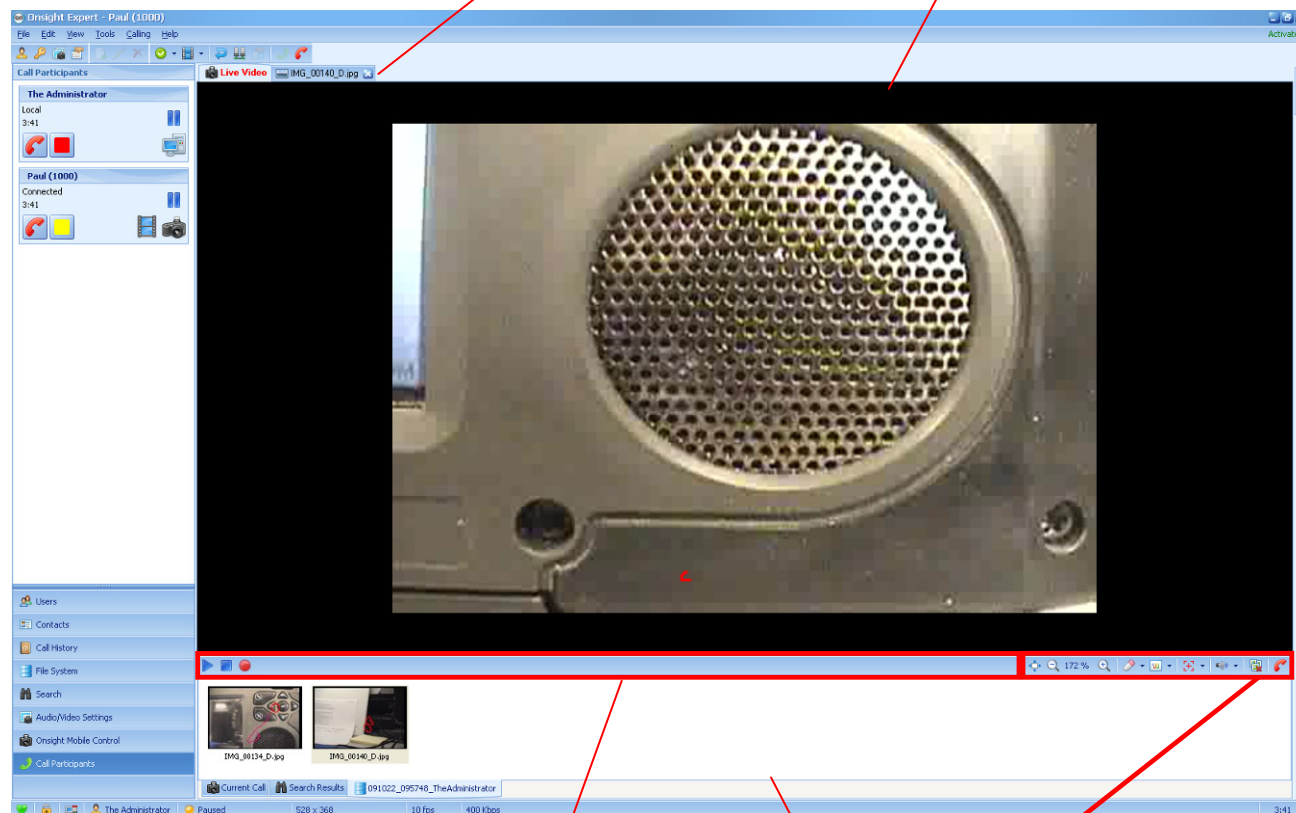 Onsight Expert - Paul (1000)
File Edit View Tools Calling Help
Call Participants
Live Video IMG_00140_D.jpg
The Administrator
Local
3:41
Paul (1000)
Connected
3:41
Users
Contacts
Call History
File System
Search
Audio/Video Settings
Onsight Mobile Control
Call Participants
172 %
IMG_00134_D.jpg IMG_00140_D.jpg
Current Call Search Results 091022_095748_TheAdministrator
The Administrator Paused 528 x 368 10 fps 400 Kbps 3:41